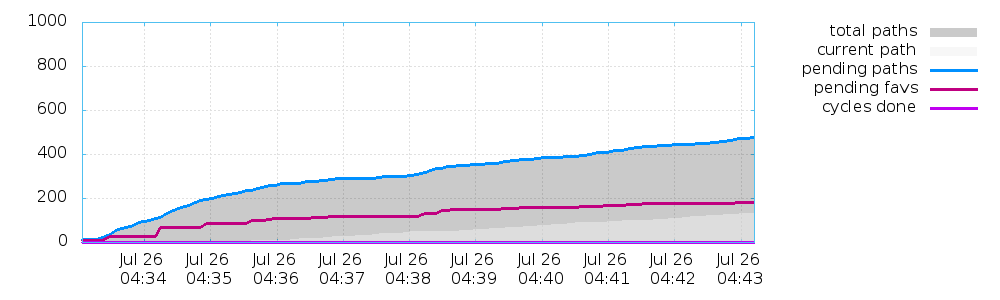 1000
800
600
400
200
0
Jul 26 Jul 26 Jul 26 Jul 26 Jul 26 Jul 26 Jul 26 Jul 26 Jul 26 Jul 26
04:34 04:35 04:36 04:37 04:38 04:39 04:40 04:41 04:42 04:43
total paths
current path
pending paths
pending favs
cycles done